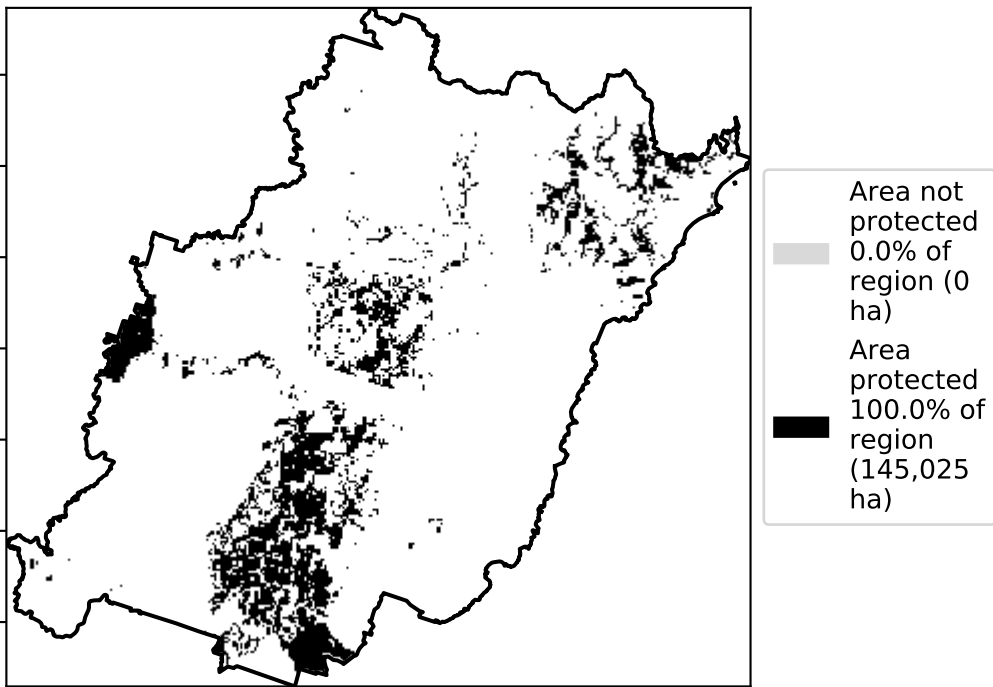 Area not
protected
0.0% of
region (0
ha)
Area
protected
100.0% of
region
(145,025
ha)